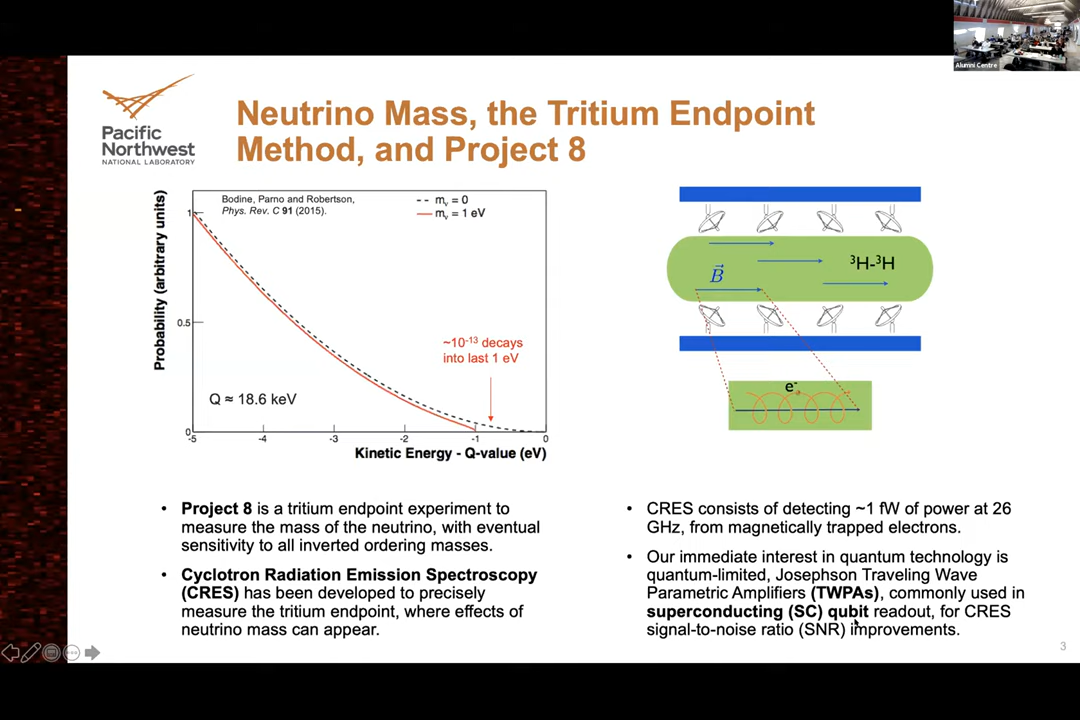 Alumni Centre
Pacific
Northwest
NATIONAL LABORATORY
Neutrino Mass, the Tritium Endpoint
Method, and Project 8
Probability (arbitrary units)
1
0.5
0
Bodine, Parno and Robertson,
Phys. Rev. C 91 (2015).
mν = 0
mν = 1 eV
~10⁻¹³ decays
into last 1 eV
Q ≈ 18.6 keV
-5 -4 -3 -2 -1 0
Kinetic Energy - Q-value (eV)
B⃗
³H-³H
e⁻
• Project 8 is a tritium endpoint experiment to
measure the mass of the neutrino, with eventual
sensitivity to all inverted ordering masses.
• Cyclotron Radiation Emission Spectroscopy
(CRES) has been developed to precisely
measure the tritium endpoint, where effects of
neutrino mass can appear.
• CRES consists of detecting ~1 fW of power at 26
GHz, from magnetically trapped electrons.
• Our immediate interest in quantum technology is
quantum-limited, Josephson Traveling Wave
Parametric Amplifiers (TWPAs), commonly used in
superconducting (SC) qubit readout, for CRES
signal-to-noise ratio (SNR) improvements.
3